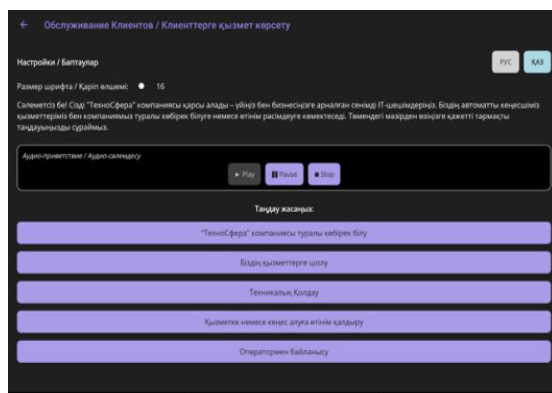 ← Обслуживание Клиентов / Клиенттерге қызмет көрсету
Настройки / Баптаулар
РУС ҚАЗ
Размер шрифта / Қаріп өлшемі: 16
Сәлеметсіз бе! Сізді "ТехноСфера" компаниясы қарсы алады – үйіңіз бен бизнесіңізге арналған сенімді IT-шешімдеріңіз. Біздің автоматты кеңесшіміз
қызметтеріміз бен компаниямыз туралы көбірек білуге немесе өтінім рәсімдеуге көмектеседі. Төмендегі мәзірден өзіңізге қажетті тармақты
таңдауыңызды сұраймыз.
Аудио-приветствие / Аудио-сәлемдесу
Play Pause Stop
Таңдау жасаңыз:
"ТехноСфера" компаниясы туралы көбірек білу
Біздің қызметтерге шолу
Техникалық Қолдау
Қызметке немесе кеңес алуға өтінім қалдыру
Оператормен байланысу